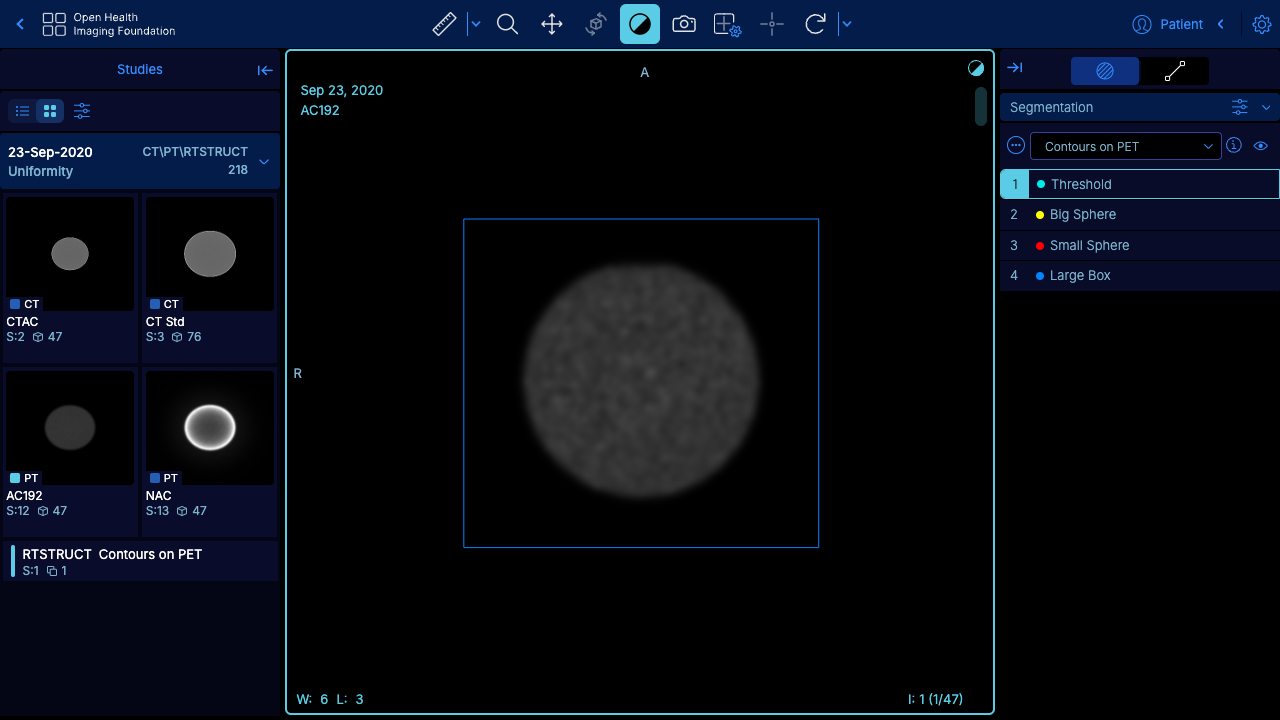 Open Health
Imaging Foundation
Patient
Studies
23-Sep-2020
CT\PT\RTSTRUCT
Uniformity
218
CT
CTAC
S:2 47
CT
CT Std
S:3 76
PT
AC192
S:12 47
PT
NAC
S:13 47
RTSTRUCT Contours on PET
S:1 1
A
Sep 23, 2020
AC192
R
W: 6 L: 3
I: 1 (1/47)
Segmentation
Contours on PET
1 Threshold
2 Big Sphere
3 Small Sphere
4 Large Box